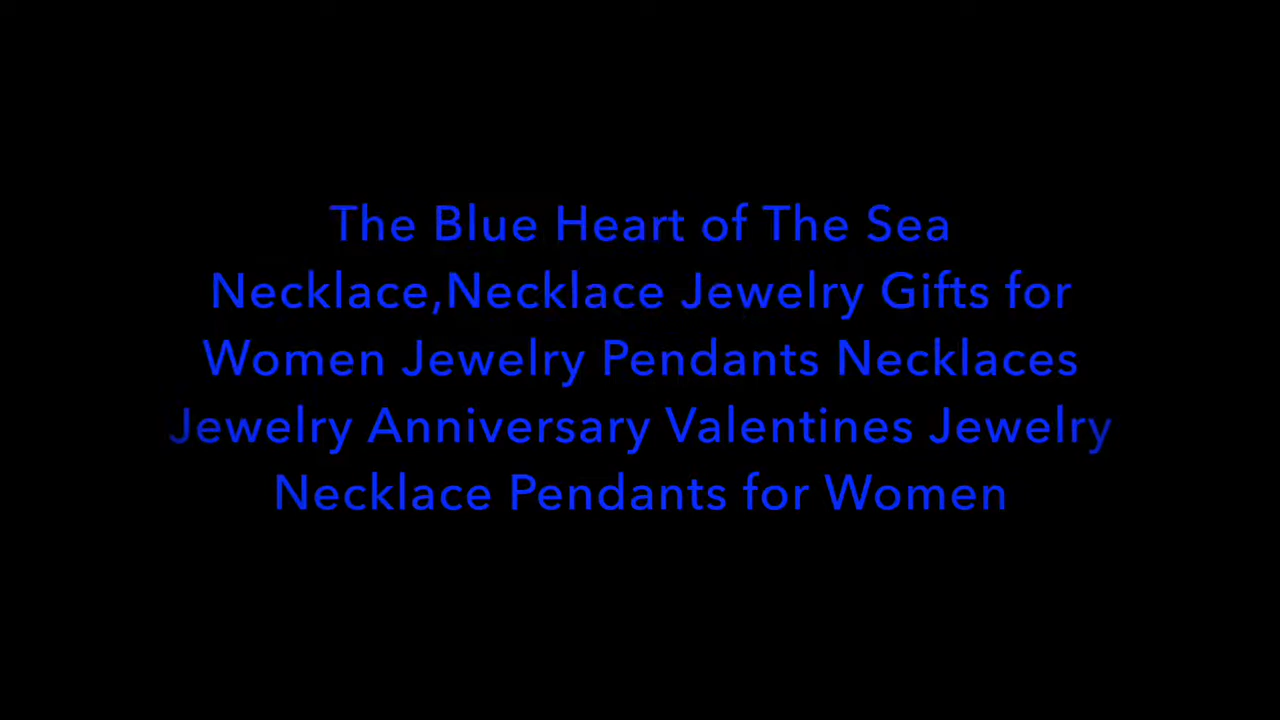 The Blue Heart of The Sea
Necklace,Necklace Jewelry Gifts for
Women Jewelry Pendants Necklaces
Jewelry Anniversary Valentines Jewelry
Necklace Pendants for Women